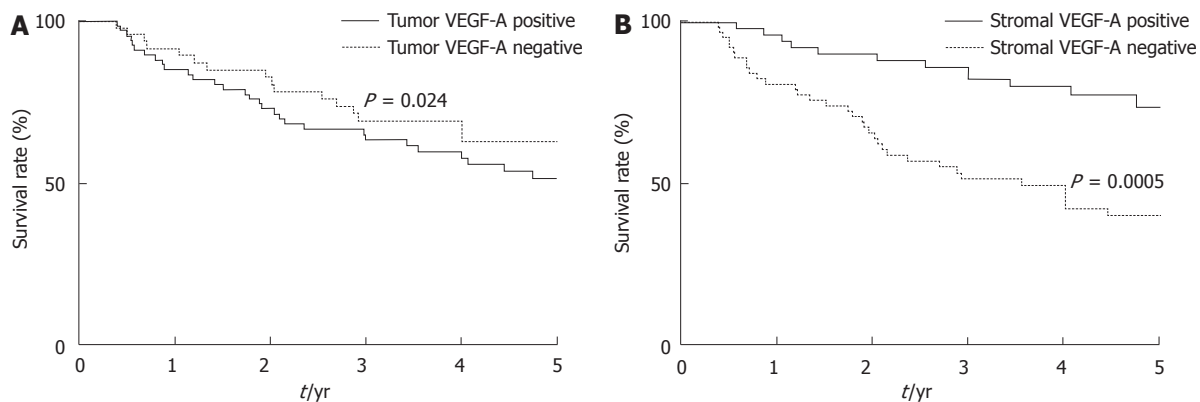 A
Tumor VEGF-A positive
Tumor VEGF-A negative
P = 0.024
Survival rate (%)
100
50
0
0 1 2 3 4 5
t/yr
B
Stromal VEGF-A positive
Stromal VEGF-A negative
P = 0.0005
Survival rate (%)
100
50
0
0 1 2 3 4 5
t/yr